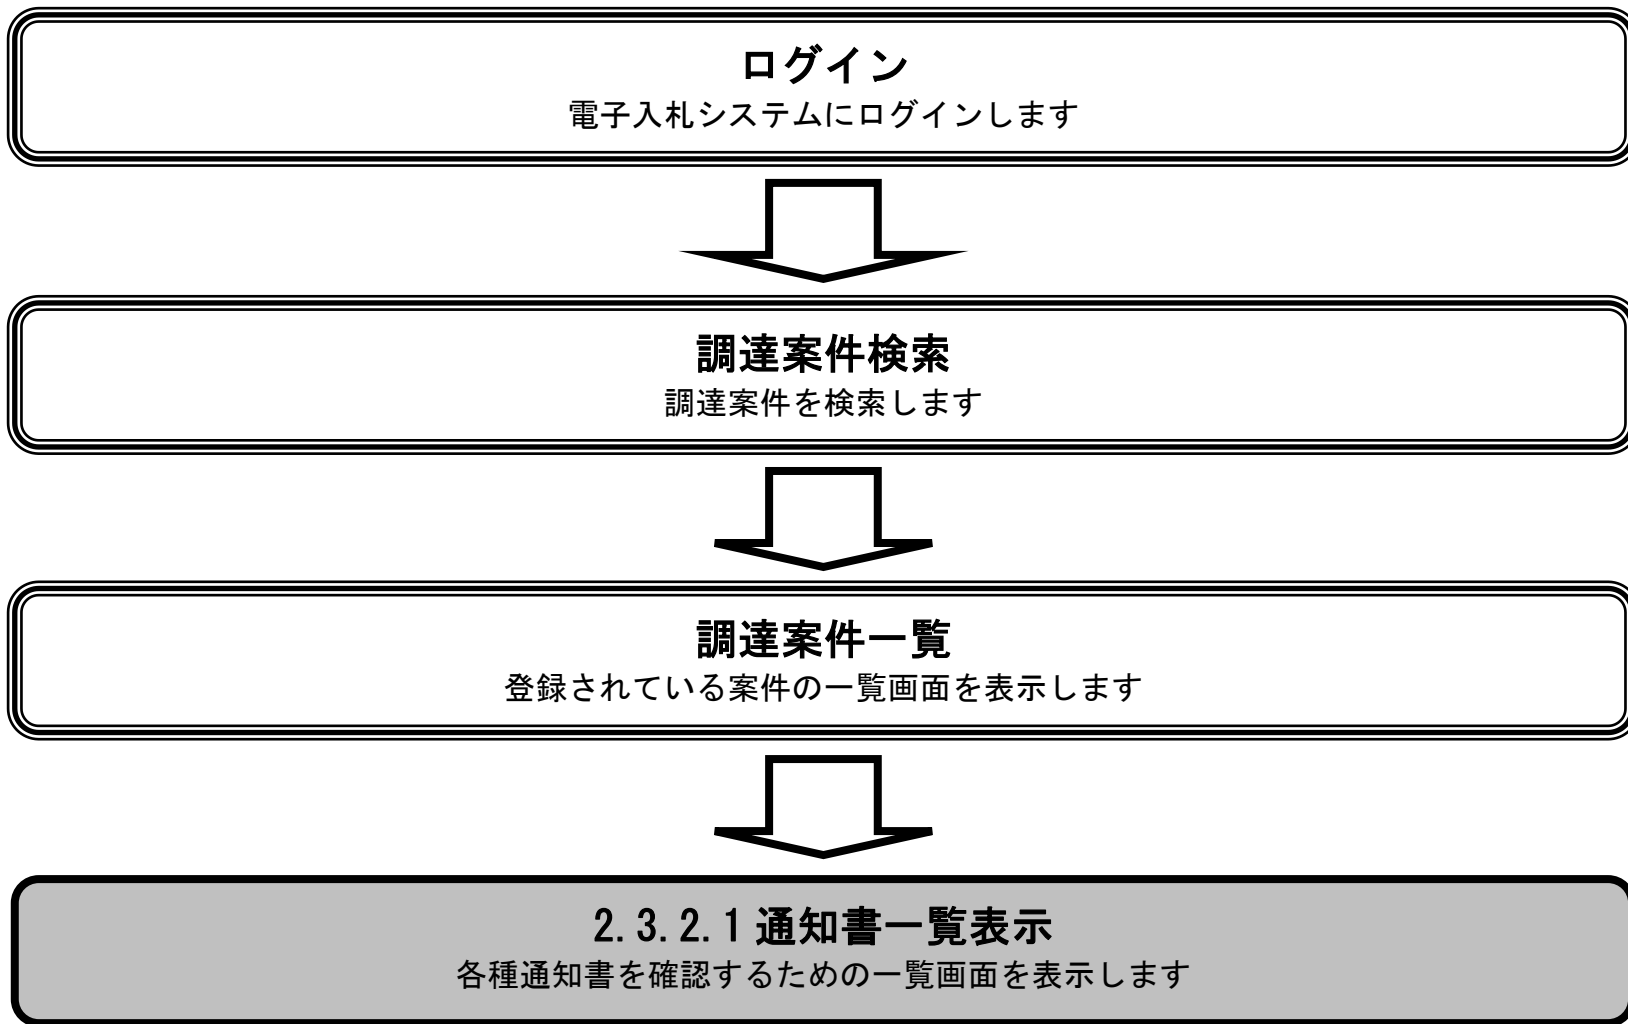 ログイン
電子入札システムにログインします
調達案件検索
調達案件を検索します
調達案件一覧
登録されている案件の一覧画面を表示します
2.3.2.1 通知書一覧表示
各種通知書を確認するための一覧画面を表示します